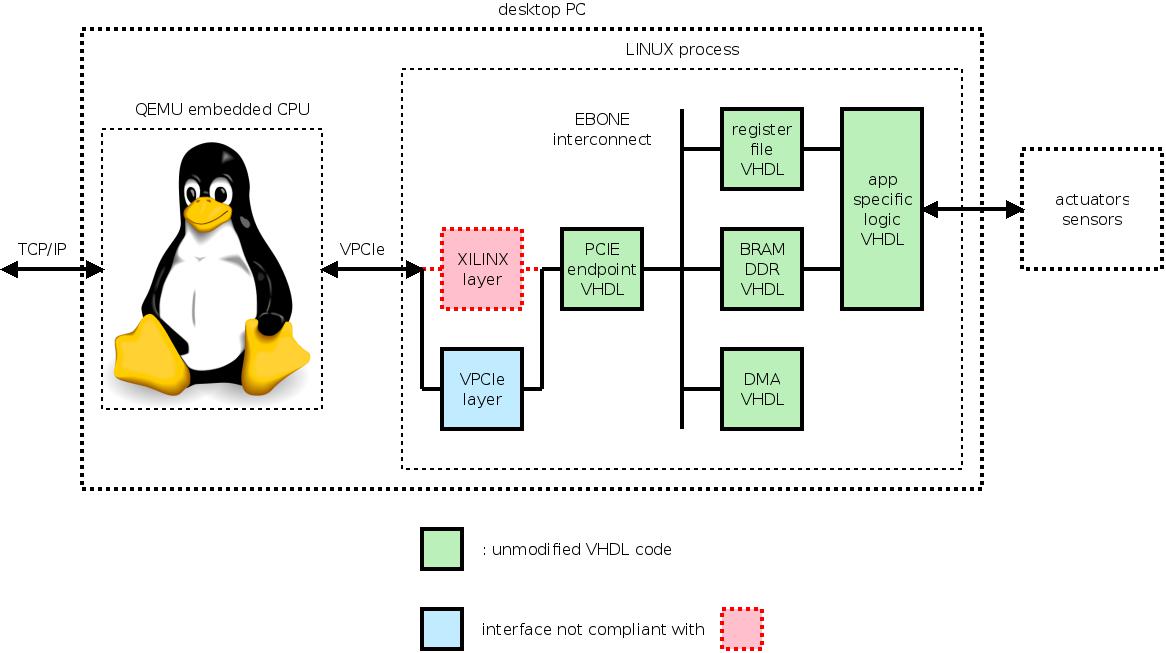 desktop PC
LINUX process
QEMU embedded CPU
EBONE
interconnect
register
file
VHDL
app
specific
logic
VHDL
actuators
sensors
TCP/IP
VPCIe
XILINX
layer
PCIE
endpoint
VHDL
BRAM
DDR
VHDL
VPCIe
layer
DMA
VHDL
: unmodified VHDL code
interface not compliant with